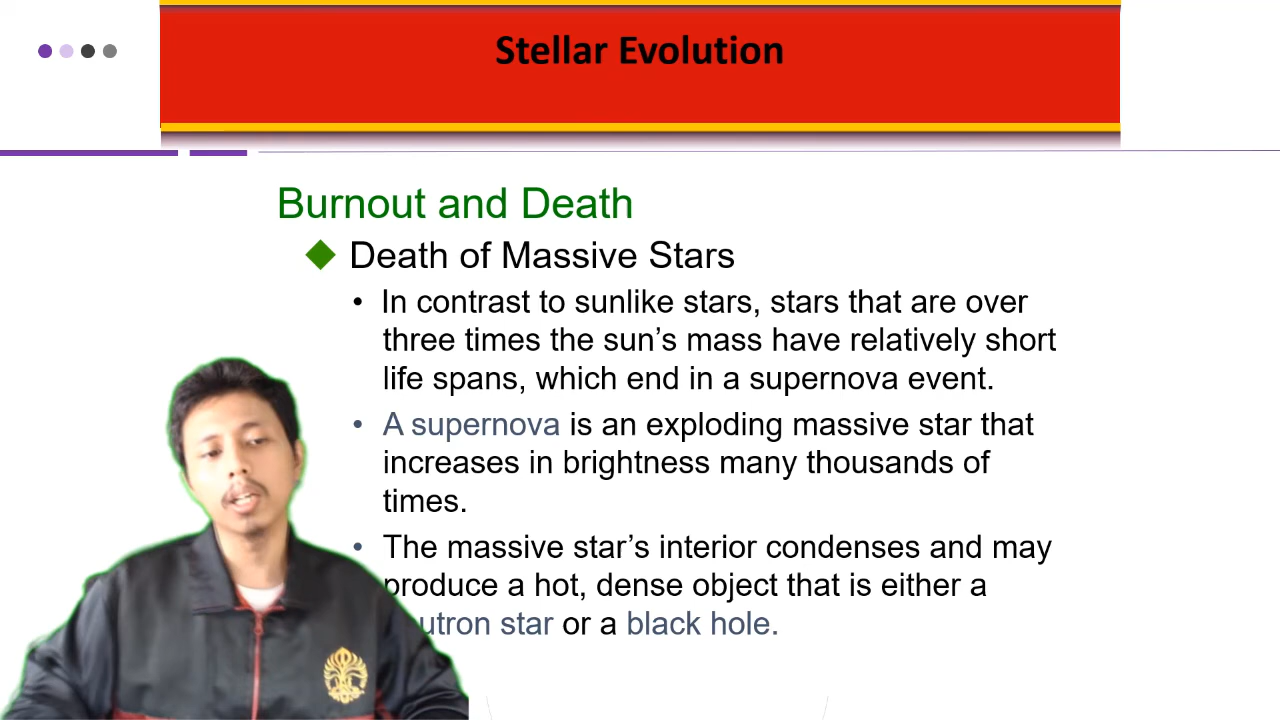 Stellar Evolution
Burnout and Death
Death of Massive Stars
• In contrast to sunlike stars, stars that are over
three times the sun’s mass have relatively short
life spans, which end in a supernova event.
• A supernova is an exploding massive star that
increases in brightness many thousands of
times.
• The massive star’s interior condenses and may
produce a hot, dense object that is either a
utron star or a black hole.